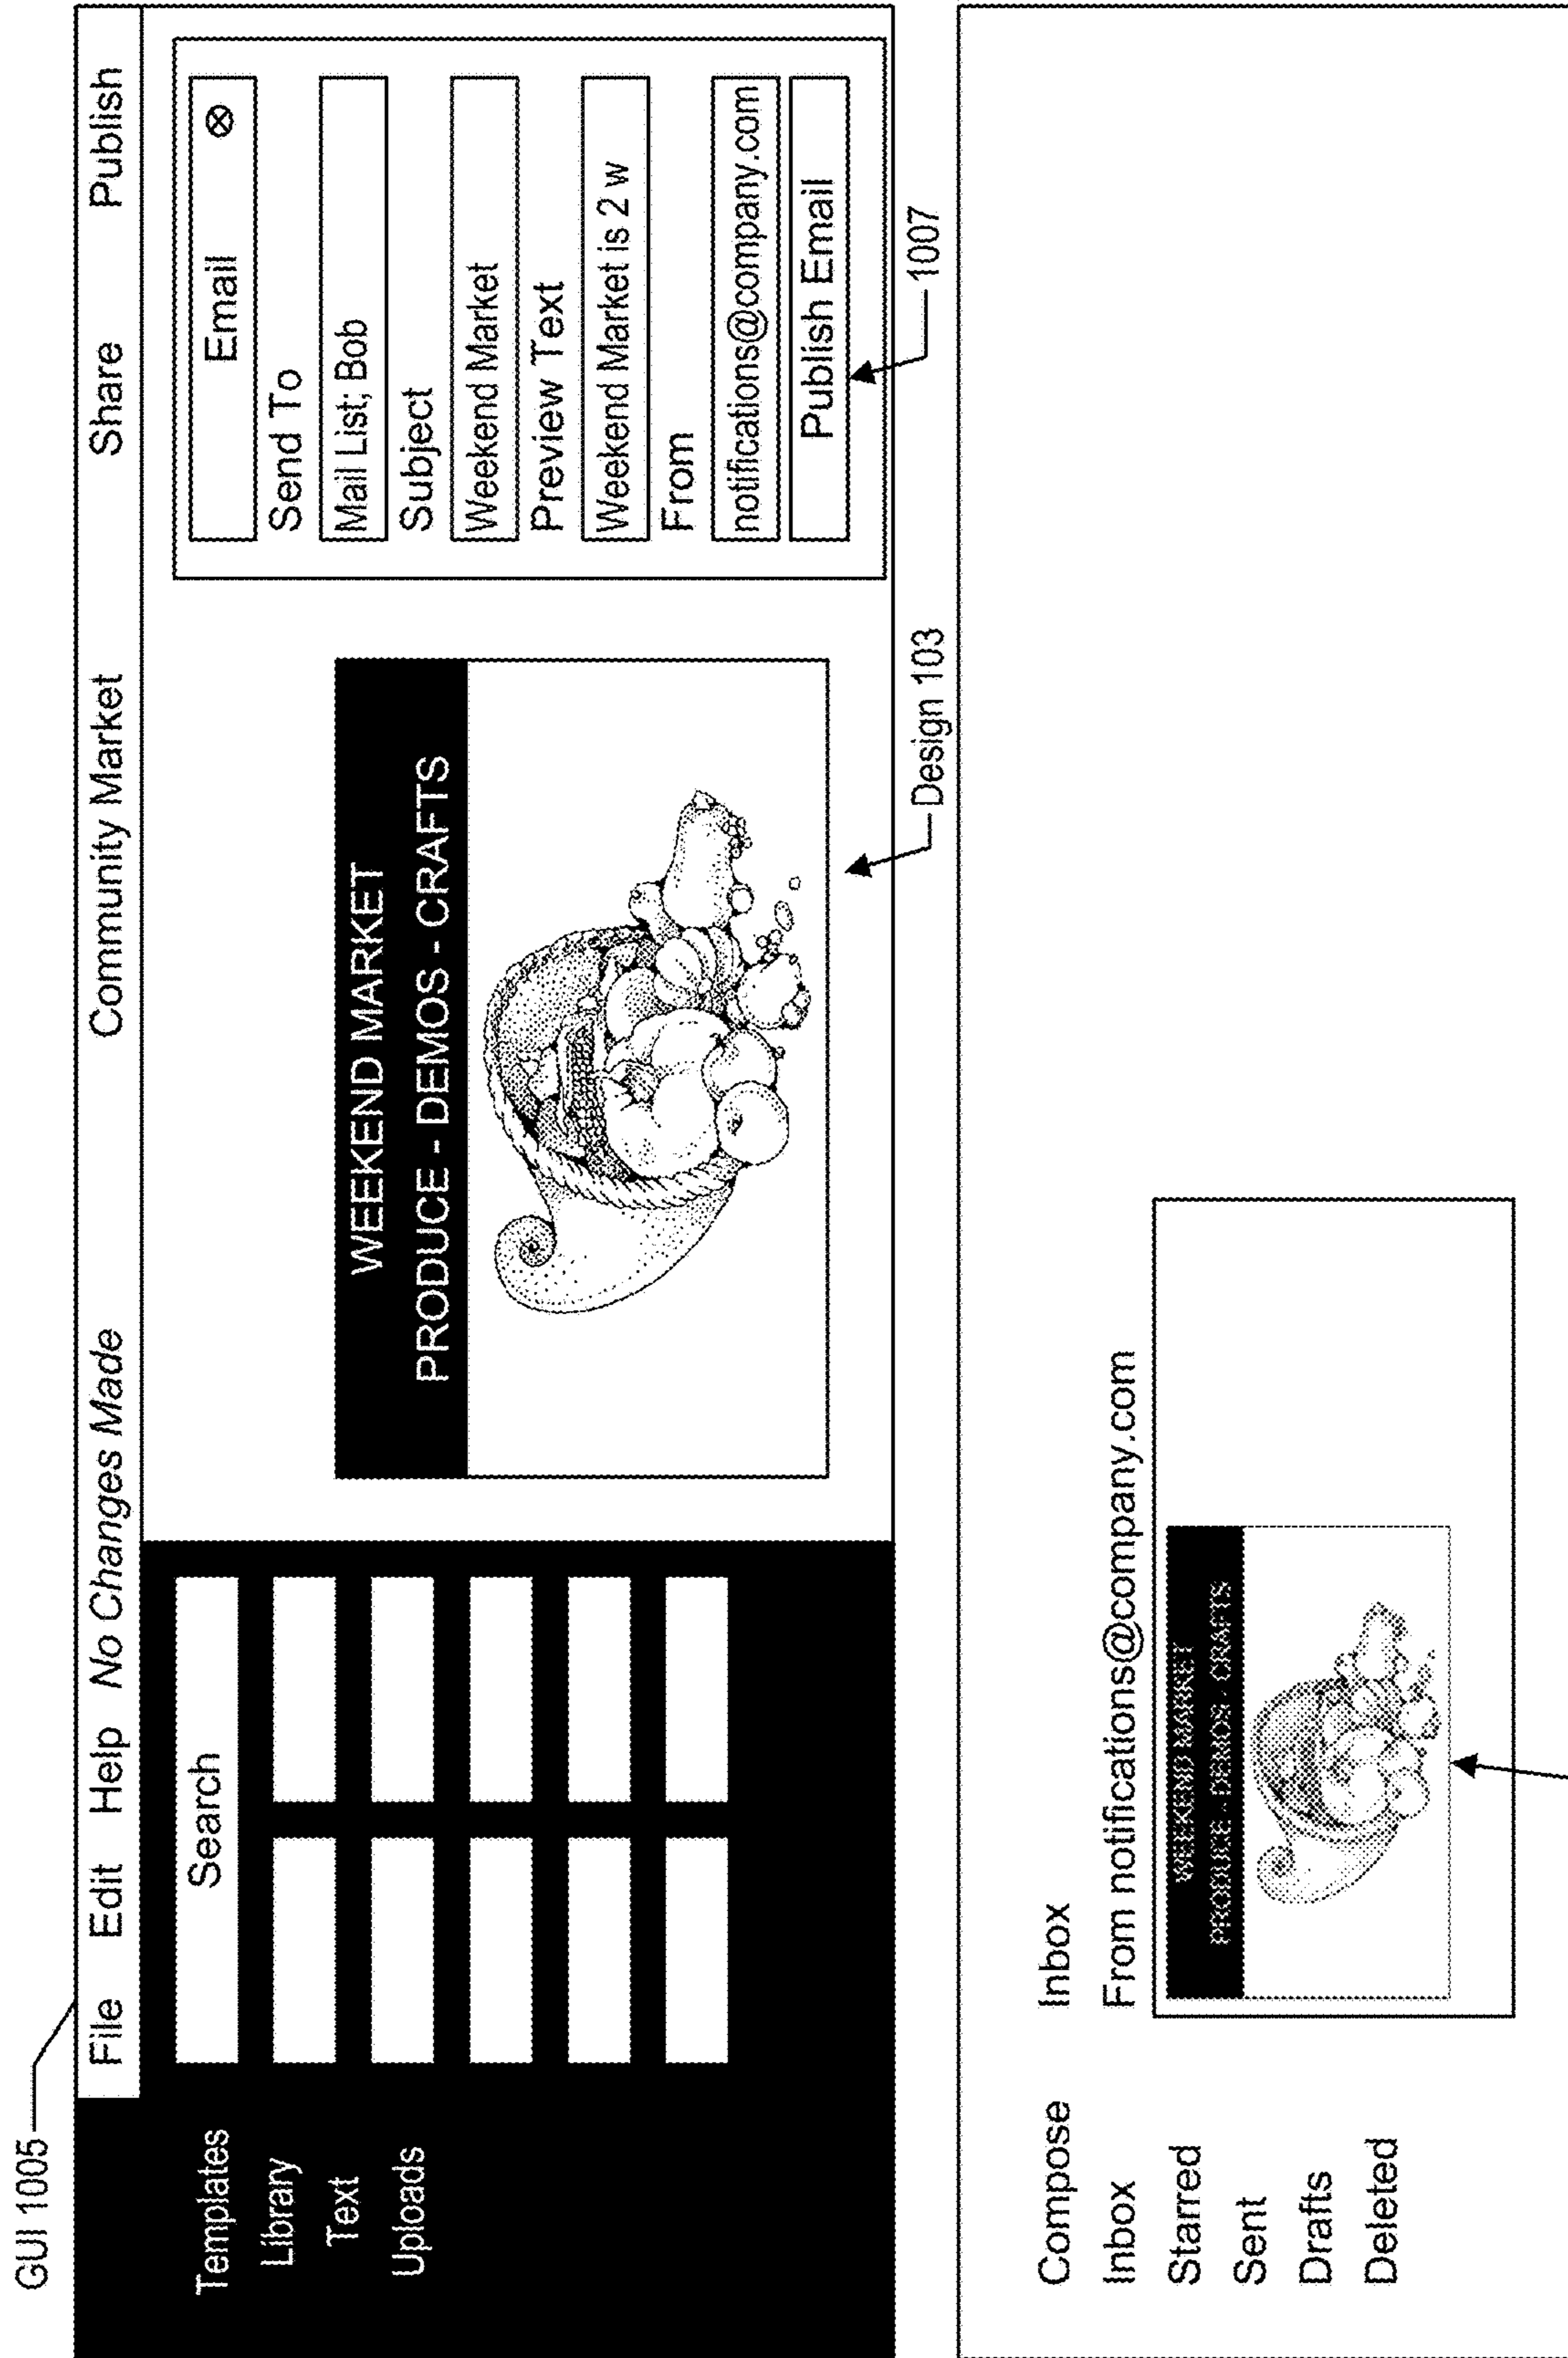 GUI 1005
File Edit Help No Changes Made Community Market Share Publish
Templates
Library
Text
Uploads
Search
WEEKEND MARKET
PRODUCE - DEMOS - CRAFTS
Email ⊗
Send To
Mail List; Bob
Subject
Weekend Market
Preview Text
Weekend Market is 2 w
From
notifications@company.com
Publish Email
1007
Design 103
Compose
Inbox
Starred
Sent
Drafts
Deleted
Inbox
From notifications@company.com
WEEKEND MARKET
PRODUCE - DEMOS - CRAFTS